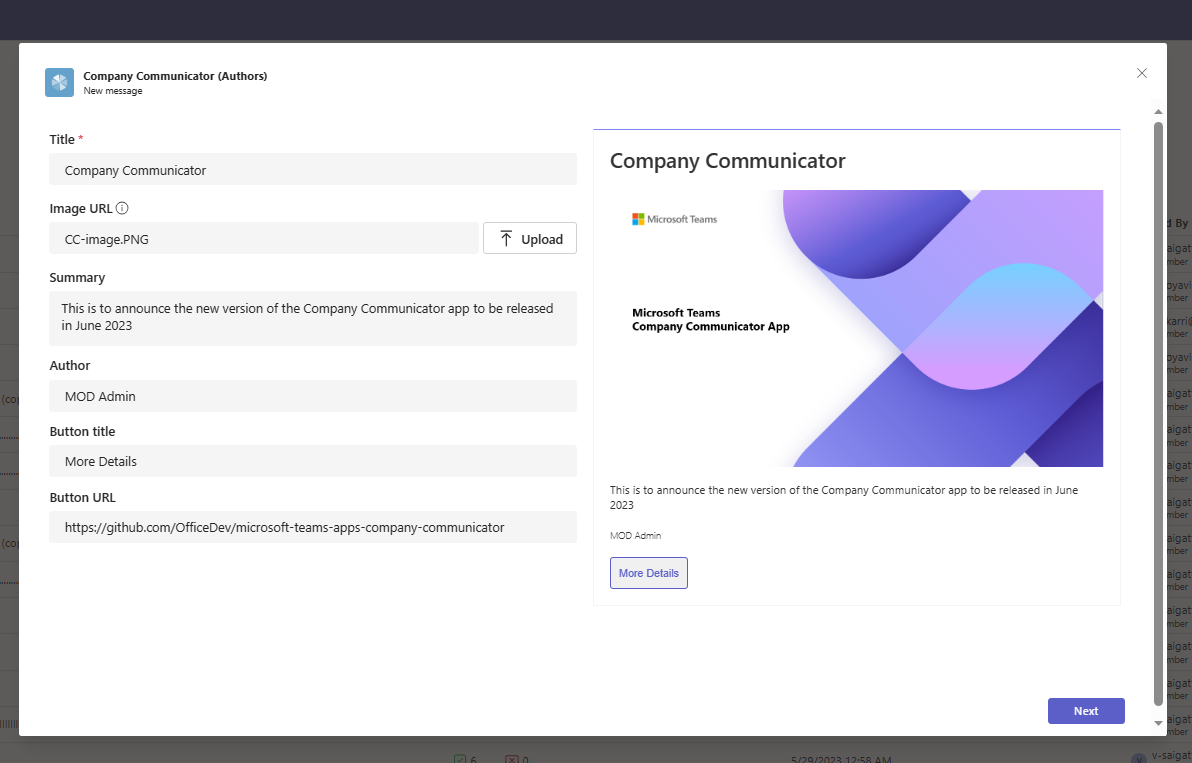 Company Communicator (Authors)
New message
Title *
Company Communicator
Image URL
CC-image.PNG
Upload
Summary
This is to announce the new version of the Company Communicator app to be released
in June 2023
Author
MOD Admin
Button title
More Details
Button URL
https://github.com/OfficeDev/microsoft-teams-apps-company-communicator
Company Communicator
Microsoft Teams
Microsoft Teams
Company Communicator App
This is to announce the new version of the Company Communicator app to be released in June
2023
MOD Admin
More Details
Next
d By
6
0
5/29/2023 12:58 AM
v-saigat